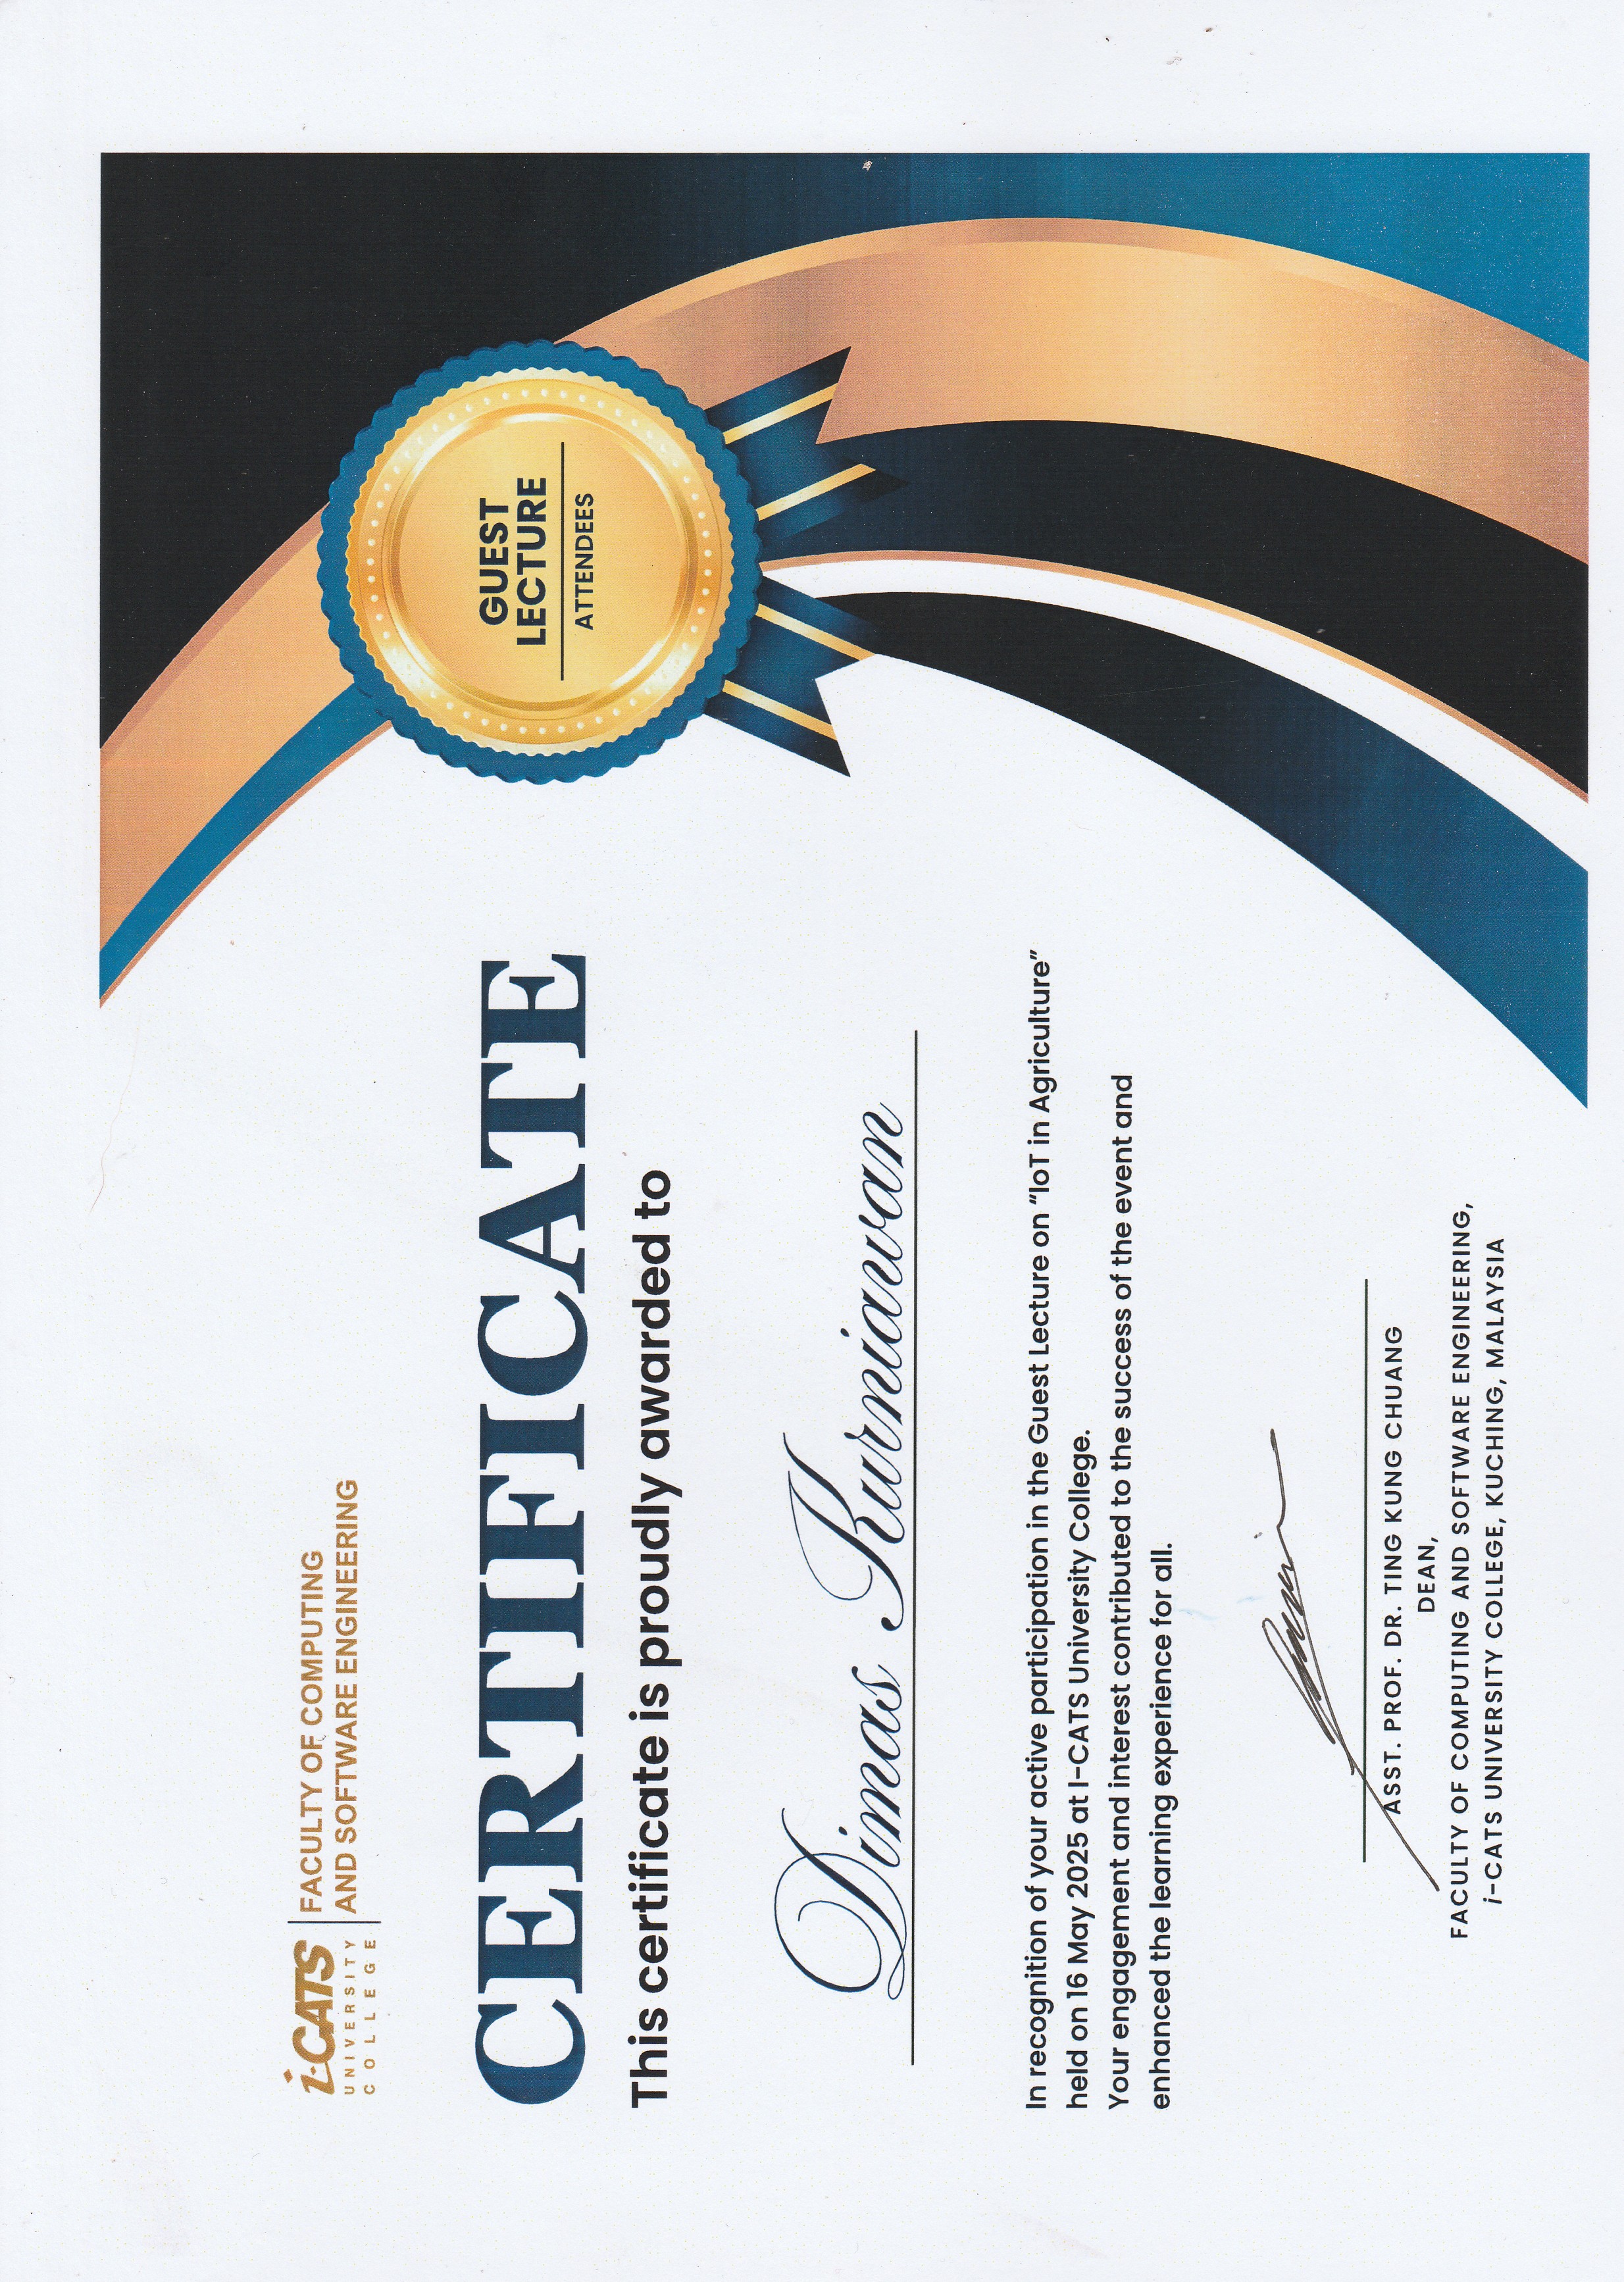 i-CATS
UNIVERSITY
COLLEGE
FACULTY OF COMPUTING
AND SOFTWARE ENGINEERING
CERTIFICATE
This certificate is proudly awarded to
Dimas Kurniawan
In recognition of your active participation in the Guest Lecture on “IoT in Agriculture”
held on 16 May 2025 at I-CATS University College.
Your engagement and interest contributed to the success of the event and
enhanced the learning experience for all.
ASST. PROF. DR. TING KUNG CHUANG
DEAN,
FACULTY OF COMPUTING AND SOFTWARE ENGINEERING,
i-CATS UNIVERSITY COLLEGE, KUCHING, MALAYSIA
GUEST
LECTURE
ATTENDEES